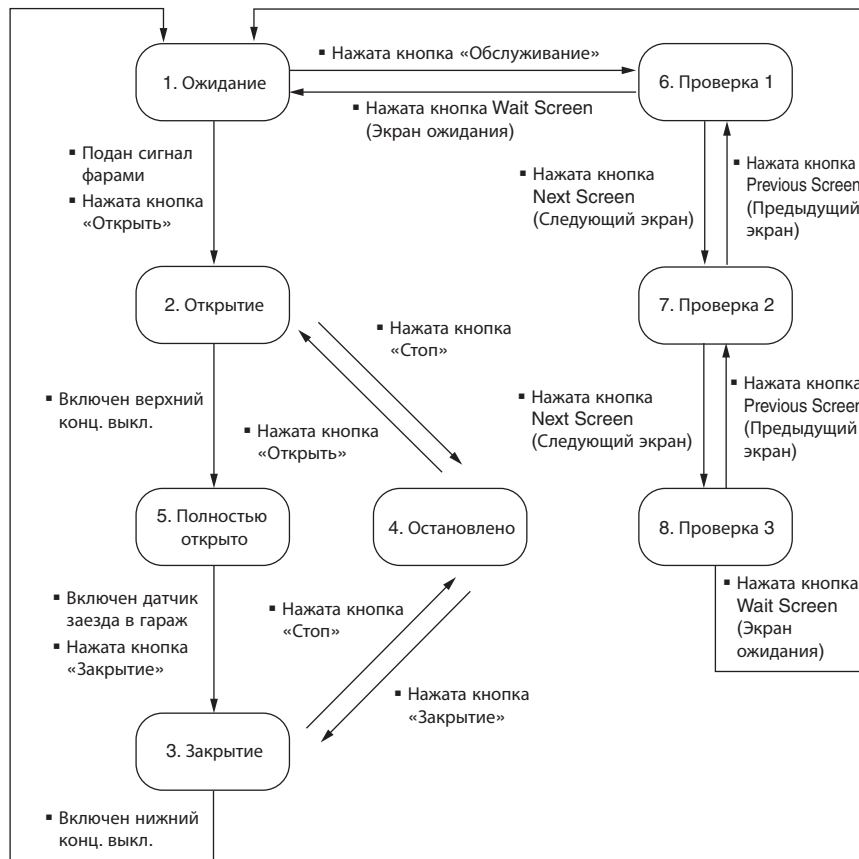 ▪ Нажата кнопка «Обслуживание»
1. Ожидание
6. Проверка 1
▪ Нажата кнопка Wait Screen
(Экран ожидания)
▪ Подан сигнал
фарами
▪ Нажата кнопка
«Открыть»
▪ Нажата кнопка
Next Screen
(Следующий экран)
▪ Нажата кнопка
Previous Screen
(Предыдущий
экран)
2. Открытие
7. Проверка 2
▪ Нажата кнопка
«Стоп»
▪ Включен верхний
конц. выкл.
▪ Нажата кнопка
«Открыть»
▪ Нажата кнопка
Next Screen
(Следующий экран)
▪ Нажата кнопка
Previous Screen
(Предыдущий
экран)
5. Полностью
открыто
4. Остановлено
8. Проверка 3
▪ Включен датчик
заезда в гараж
▪ Нажата кнопка
«Закрытие»
▪ Нажата кнопка
«Стоп»
▪ Нажата кнопка
Wait Screen
(Экран
ожидания)
▪ Нажата кнопка
«Закрытие»
3. Закрытие
▪ Включен нижний
конц. выкл.